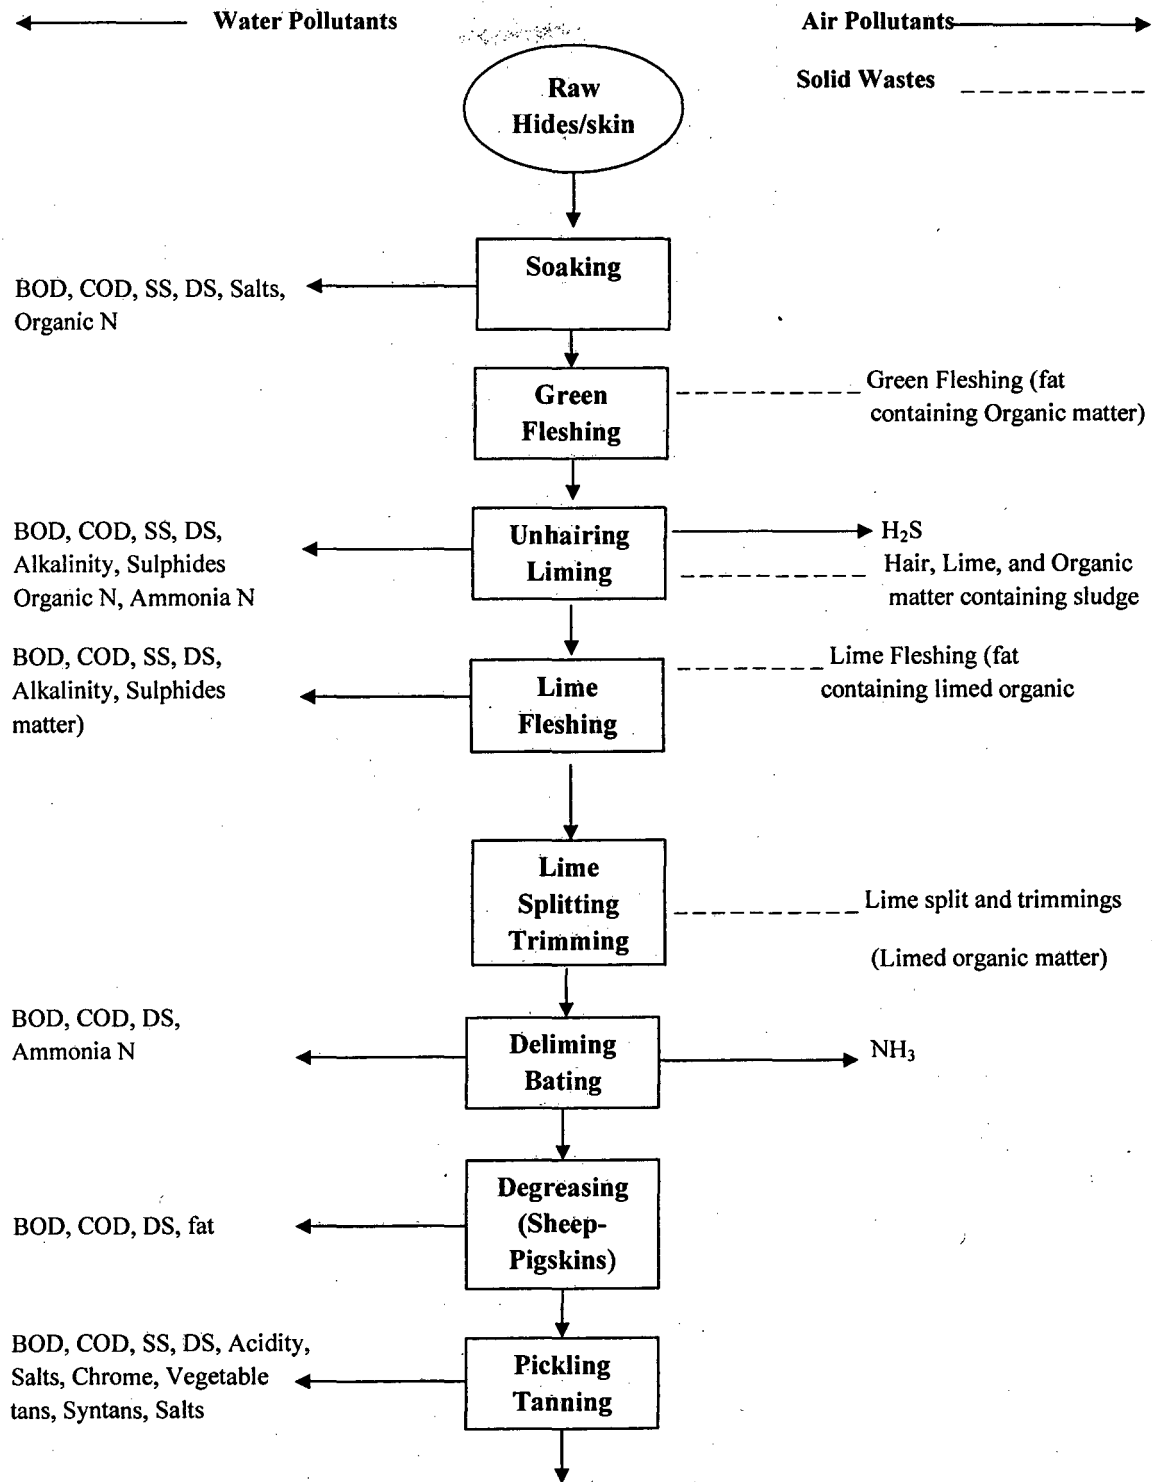 Water Pollutants
Air Pollutants
Solid Wastes
Raw
Hides/skin
Soaking
BOD, COD, SS, DS, Salts,
Organic N
Green
Fleshing
Green Fleshing (fat
containing Organic matter)
Unhairing
Liming
BOD, COD, SS, DS,
Alkalinity, Sulphides
Organic N, Ammonia N
H₂S
Hair, Lime, and Organic
matter containing sludge
BOD, COD, SS, DS,
Alkalinity, Sulphides
matter)
Lime
Fleshing
Lime Fleshing (fat
containing limed organic
Lime
Splitting
Trimming
Lime split and trimmings
(Limed organic matter)
BOD, COD, DS,
Ammonia N
Deliming
Bating
NH₃
Degreasing
(Sheep-
Pigskins)
BOD, COD, DS, fat
BOD, COD, SS, DS, Acidity,
Salts, Chrome, Vegetable
tans, Syntans, Salts
Pickling
Tanning